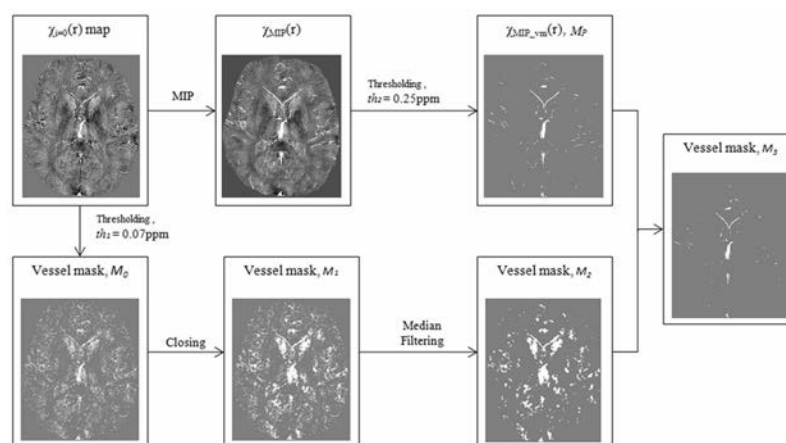 χᵢ₌₀(r) map
χMIP(r)
χMIP_vm(r), MP
MIP
Thresholding ,
th₂ = 0.25ppm
Vessel mask, M₃
Thresholding ,
th₁ = 0.07ppm
Vessel mask, M₀
Vessel mask, M₁
Vessel mask, M₂
Closing
Median
Filtering